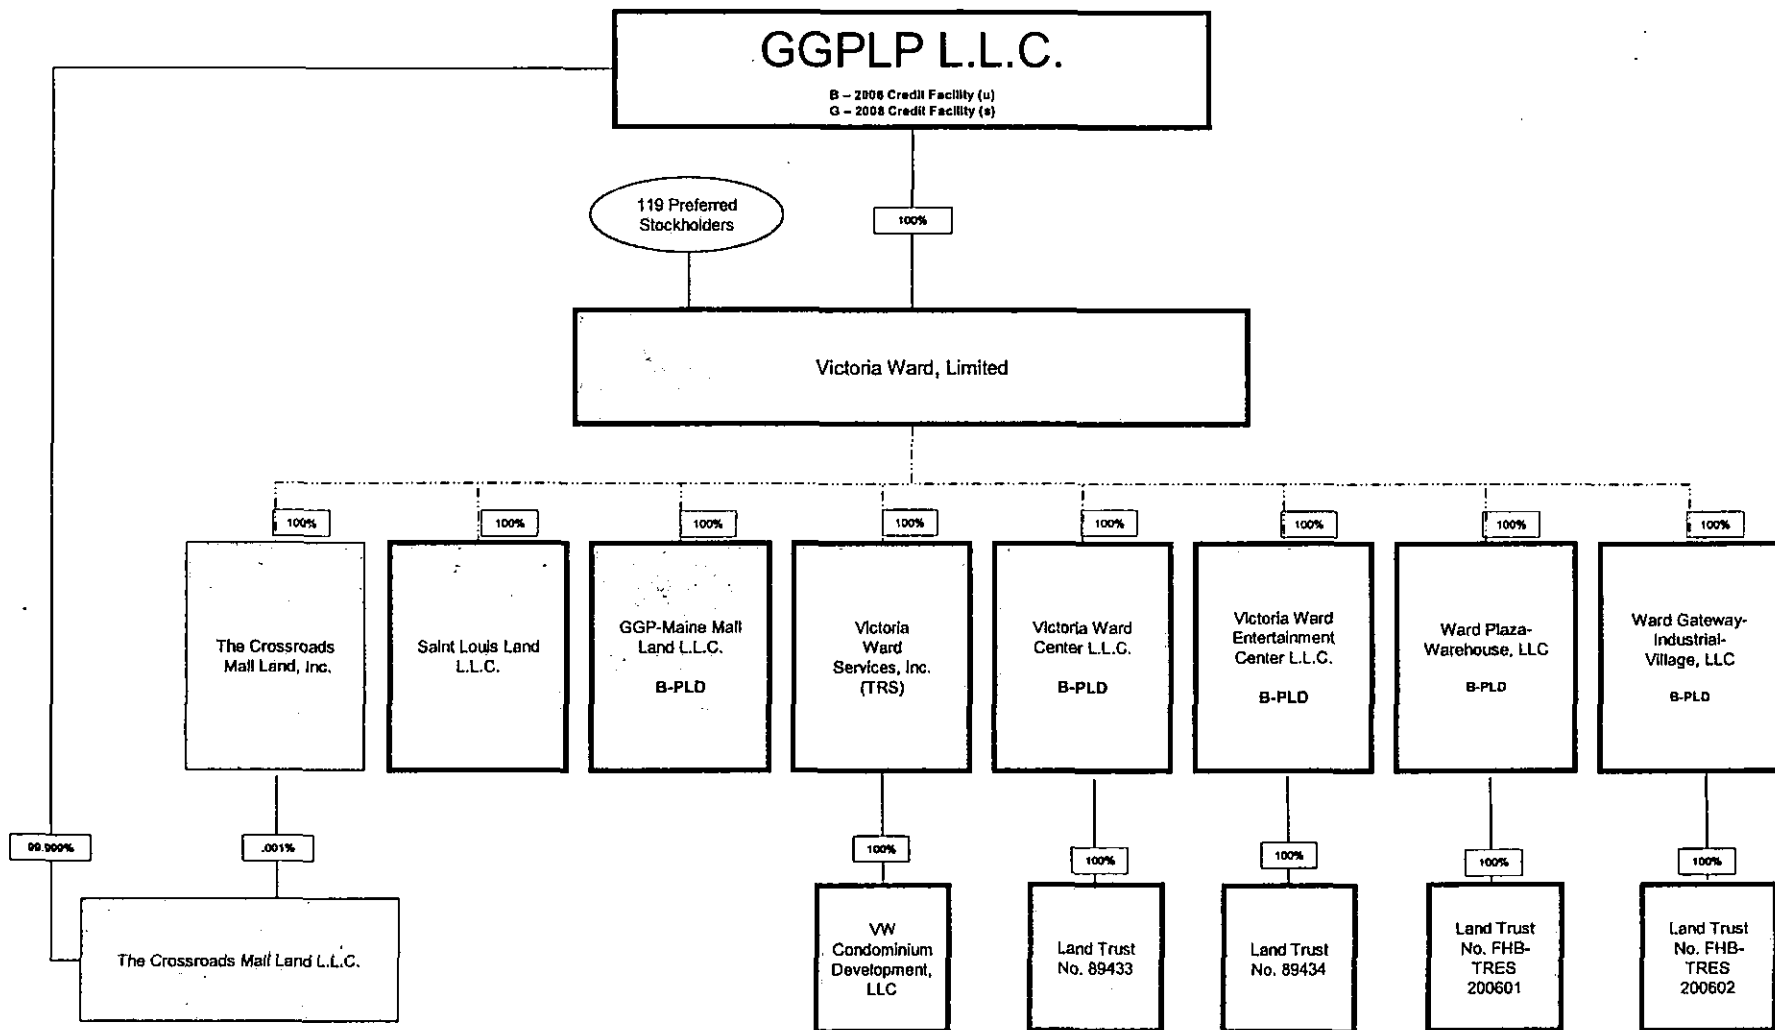 GGPLP L.L.C.
B – 2006 Credit Facility (u)
G – 2008 Credit Facility (s)
119 Preferred
Stockholders
100%
Victoria Ward, Limited
100%
100%
100%
100%
100%
100%
100%
100%
The Crossroads
Mall Land, Inc.
Saint Louis Land
L.L.C.
GGP-Maine Mall
Land L.L.C.
B-PLD
Victoria
Ward
Services, Inc.
(TRS)
Victoria Ward
Center L.L.C.
B-PLD
Victoria Ward
Entertainment
Center L.L.C.
B-PLD
Ward Plaza-
Warehouse, LLC
B-PLD
Ward Gateway-
Industrial-
Village, LLC
B-PLD
99.999%
.001%
100%
100%
100%
100%
100%
The Crossroads Mall Land L.L.C.
VW
Condominium
Development,
LLC
Land Trust
No. 89433
Land Trust
No. 89434
Land Trust
No. FHB-
TRES
200601
Land Trust
No. FHB-
TRES
200602